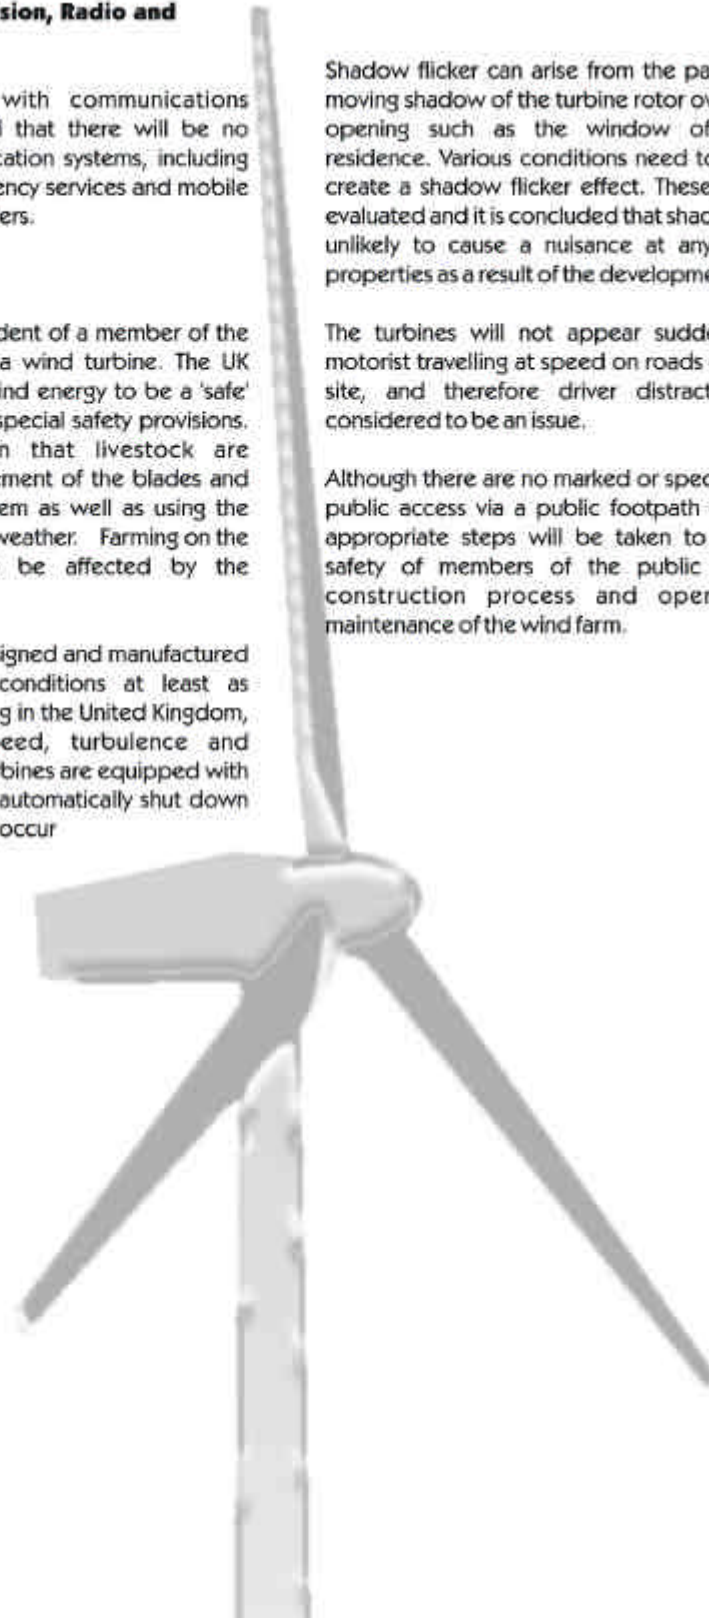 sion, Radio and
with communications
that there will be no
cation systems, including
ency services and mobile
ers.
dent of a member of the
a wind turbine. The UK
ind energy to be a 'safe'
special safety provisions.
n that livestock are
ement of the blades and
em as well as using the
weather. Farming on the
be affected by the
igned and manufactured
conditions at least as
g in the United Kingdom,
eed, turbulence and
bines are equipped with
automatically shut down
occur
Shadow flicker can arise from the pa
moving shadow of the turbine rotor ov
opening such as the window of
residence. Various conditions need to
create a shadow flicker effect. These
evaluated and it is concluded that shad
unlikely to cause a nuisance at any
properties as a result of the developme
The turbines will not appear sudde
motorist travelling at speed on roads
site, and therefore driver distract
considered to be an issue.
Although there are no marked or spec
public access via a public footpath
appropriate steps will be taken to
safety of members of the public
construction process and oper
maintenance of the wind farm.